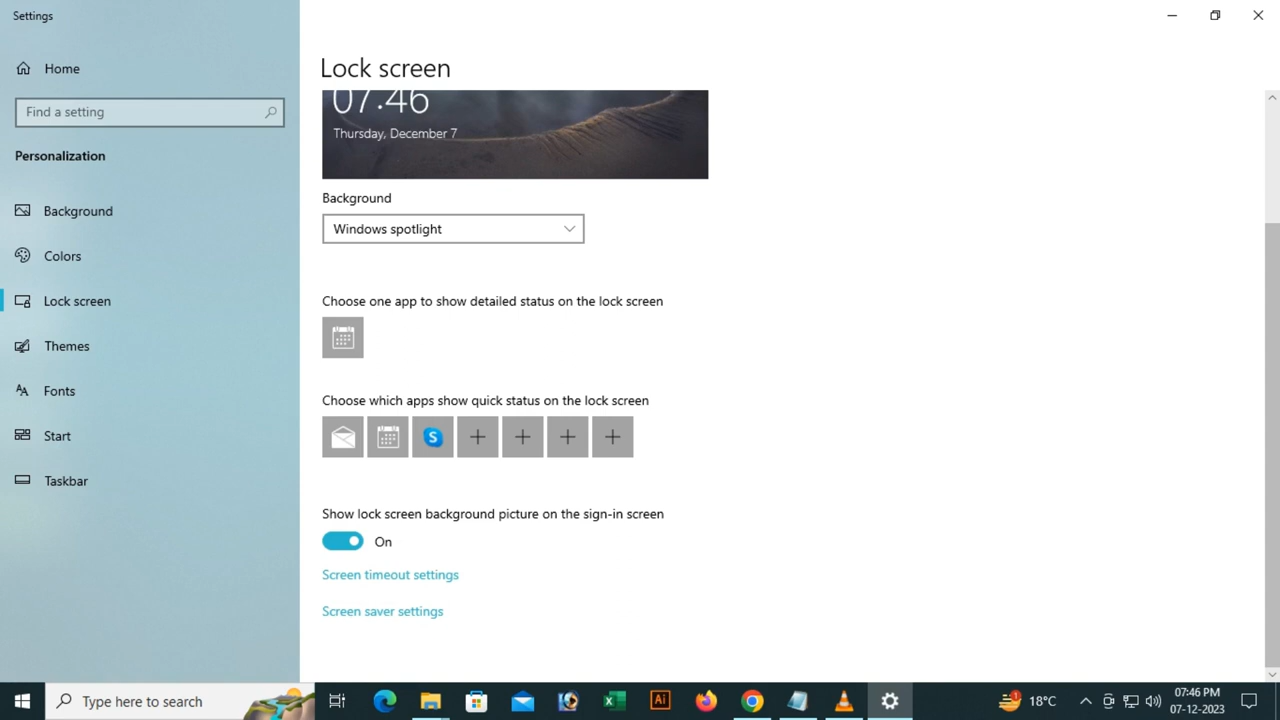 Settings
Home
Find a setting
Personalization
Background
Colors
Lock screen
Themes
Fonts
Start
Taskbar
Lock screen
07:46
Thursday, December 7
Background
Windows spotlight
Choose one app to show detailed status on the lock screen
Choose which apps show quick status on the lock screen
S
Show lock screen background picture on the sign-in screen
On
Screen timeout settings
Screen saver settings
Type here to search
Ai
1
18°C
07:46 PM
07-12-2023